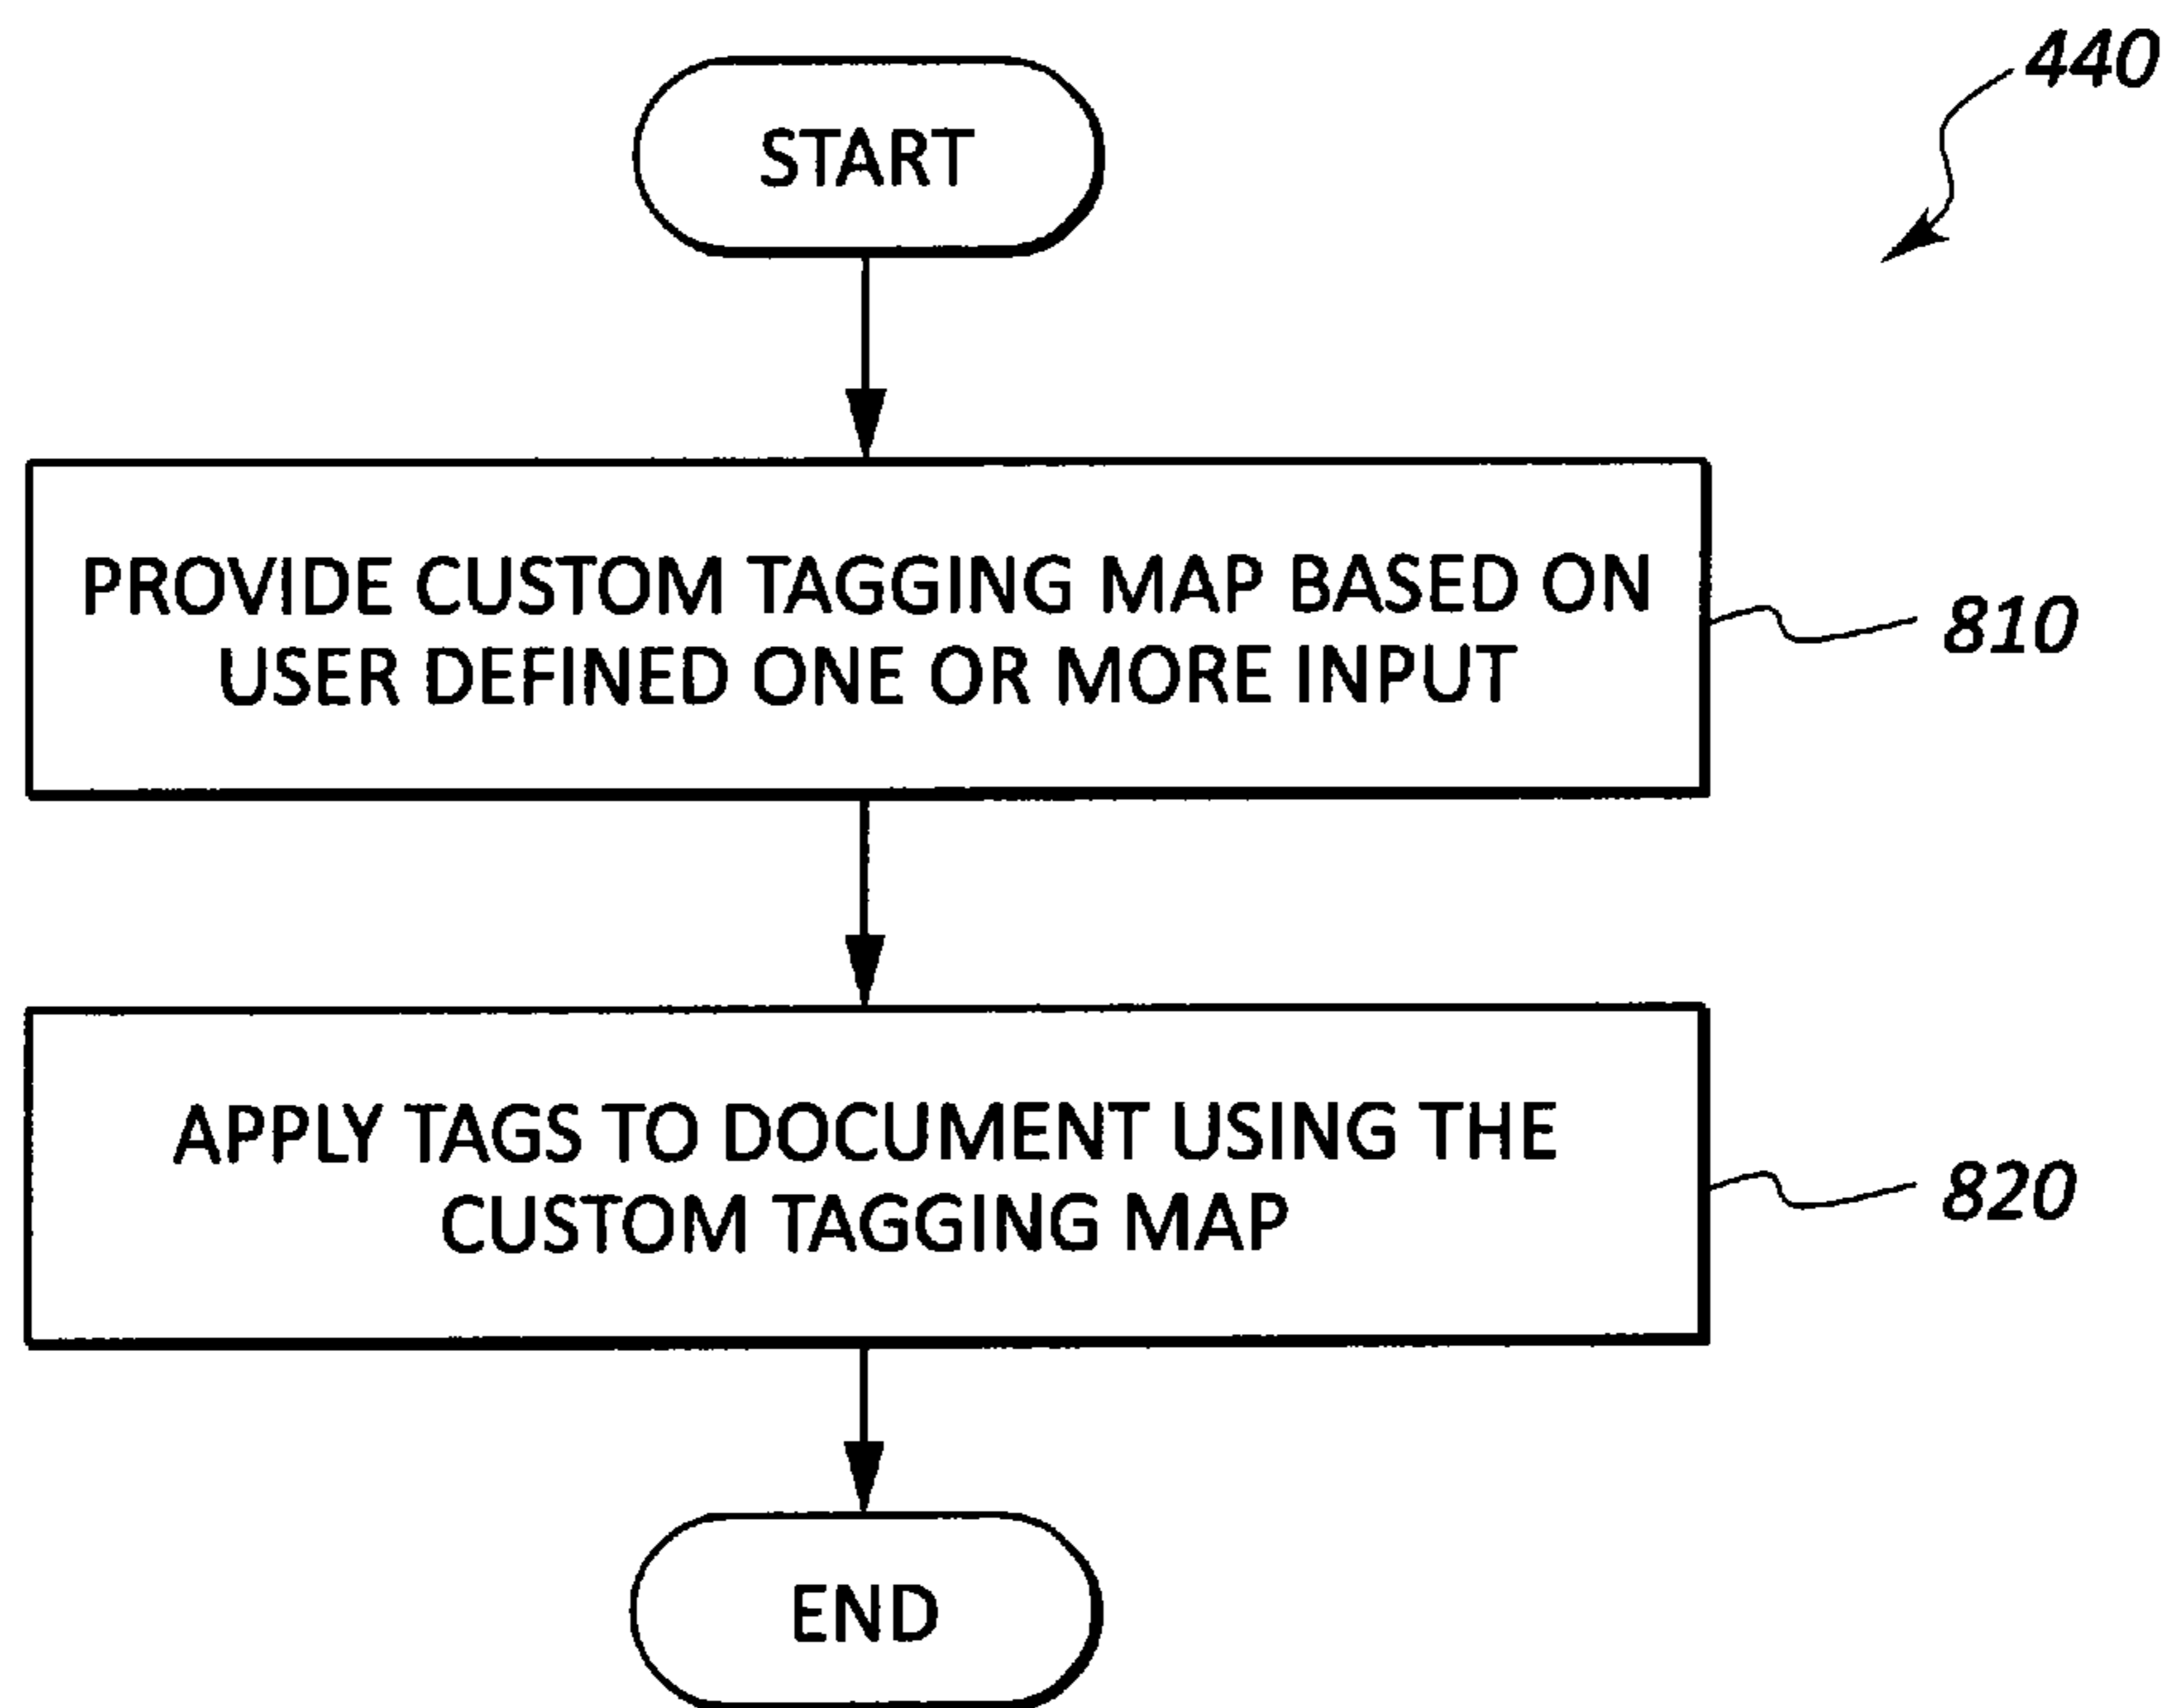 440
START
PROVIDE CUSTOM TAGGING MAP BASED ON
USER DEFINED ONE OR MORE INPUT
810
APPLY TAGS TO DOCUMENT USING THE
CUSTOM TAGGING MAP
820
END